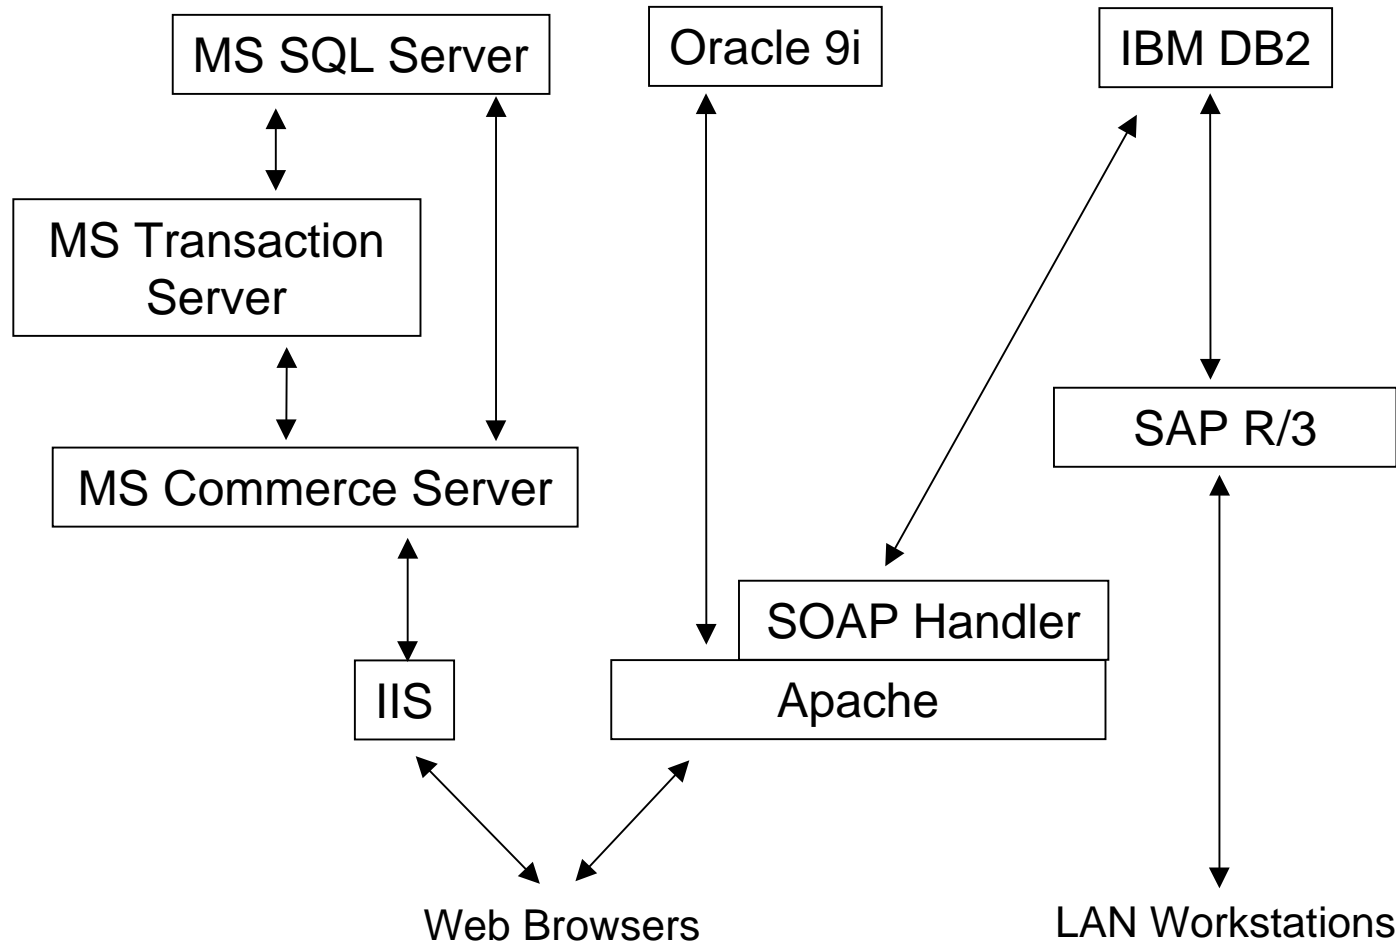 MS SQL Server
Oracle 9i
IBM DB2
MS Transaction
Server
SAP R/3
MS Commerce Server
SOAP Handler
IIS
Apache
Web Browsers
LAN Workstations